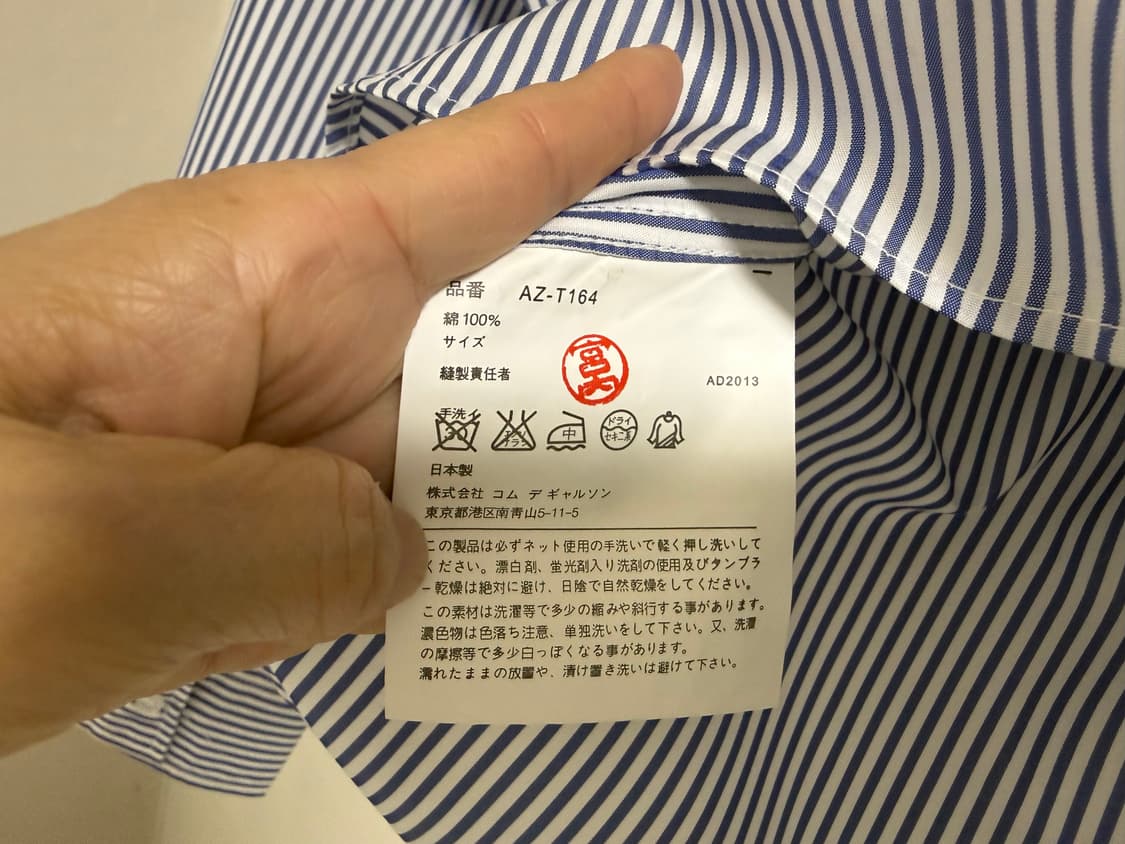 品番 AZ-T164
綿100%
サイズ
縫製責任者
AD2013
手洗イ
中
ドライ
セキユ系
日本製
株式会社 コム デ ギャルソン
東京都港区南青山5-11-5
この製品は必ずネット使用の手洗いで軽く押し洗いして
ください。漂白剤、蛍光剤入り洗剤の使用及びタンブラ
ー乾燥は絶対に避け、日陰で自然乾燥をしてください。
この素材は洗濯等で多少の縮みや斜行する事があります。
濃色物は色落ち注意、単独洗いをして下さい。又、洗濯
の摩擦等で多少白っぽくなる事があります。
濡れたままの放置や、漬け置き洗いは避けて下さい。